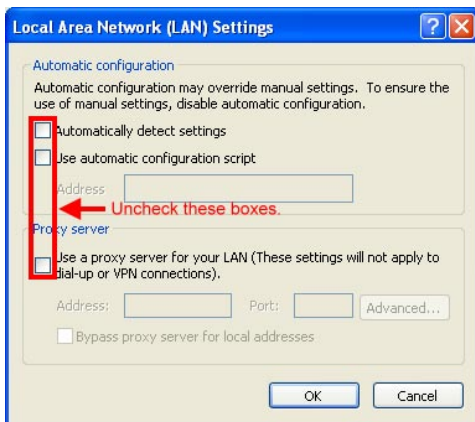 Local Area Network (LAN) Settings
Automatic configuration
Automatic configuration may override manual settings. To ensure the
use of manual settings, disable automatic configuration.
Automatically detect settings
Use automatic configuration script
Address
Uncheck these boxes.
Proxy server
Use a proxy server for your LAN (These settings will not apply to
dial-up or VPN connections).
Address:
Port:
Advanced...
Bypass proxy server for local addresses
OK
Cancel